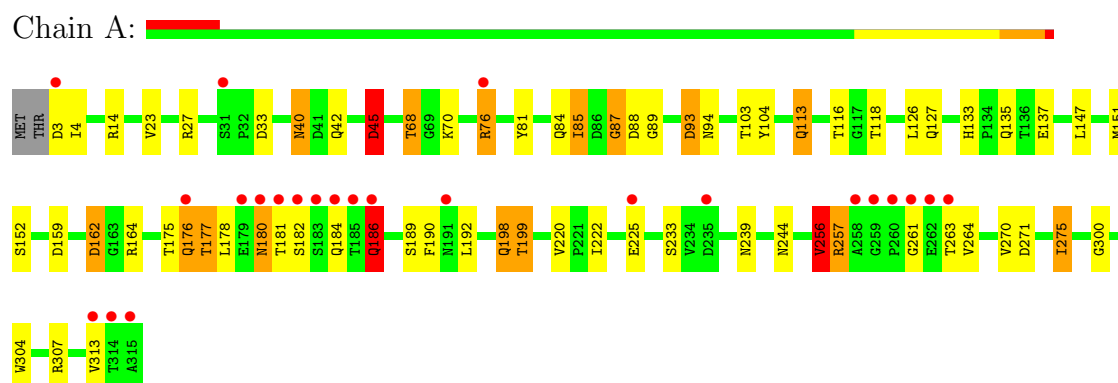 Chain A:
MET THR D3 I4 R14 V23 R27 S31 P32 D33 N40 D41 Q42 D45 T68 G69 K70 R76 Y81 Q84 I85 D86 G87 D88 G89 D93 N94 T103 Y104 Q113 T116 G117 T118 L126 Q127 H133 P134 Q135 T136 E137 L147 M151
S152 D159 D162 G163 R164 T175 Q176 T177 L178 E179 N180 T181 S182 S183 Q184 T185 Q186 S189 F190 N191 L192 Q198 T199 V220 P221 I222 E225 S233 V234 D235 N239 N244 V256 R257 A258 G259 P260 G261 E262 T263 V264 V270 D271 I275 G300
W304 R307 V313 T314 A315